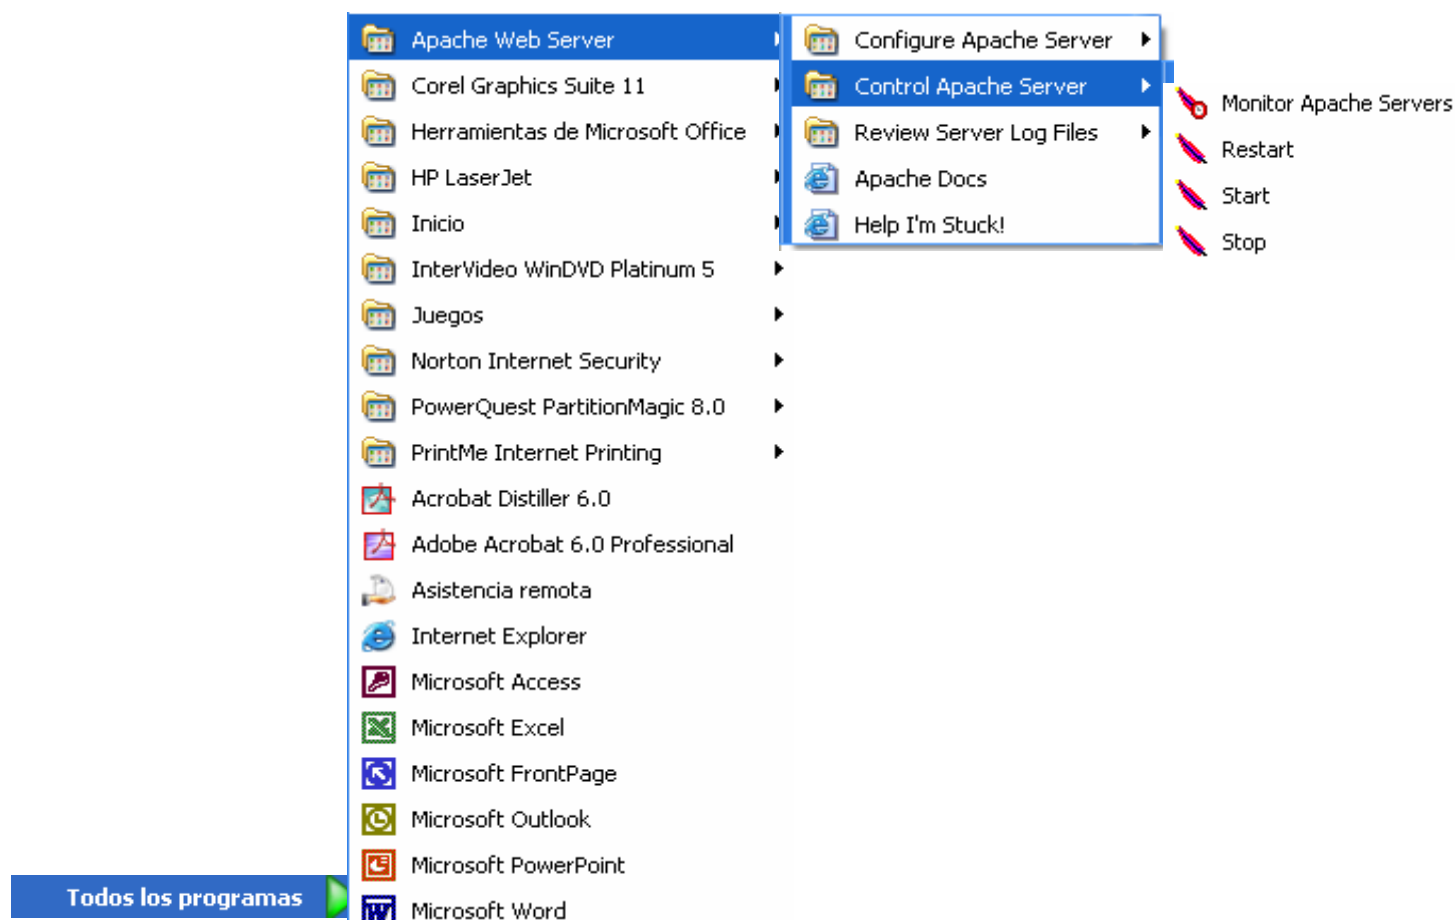 Apache Web Server
Corel Graphics Suite 11
Herramientas de Microsoft Office
HP LaserJet
Inicio
InterVideo WinDVD Platinum 5
Juegos
Norton Internet Security
PowerQuest PartitionMagic 8.0
PrintMe Internet Printing
Acrobat Distiller 6.0
Adobe Acrobat 6.0 Professional
Asistencia remota
Internet Explorer
Microsoft Access
Microsoft Excel
Microsoft FrontPage
Microsoft Outlook
Microsoft PowerPoint
Microsoft Word
Todos los programas
Configure Apache Server
Control Apache Server
Review Server Log Files
Apache Docs
Help I'm Stuck!
Monitor Apache Servers
Restart
Start
Stop